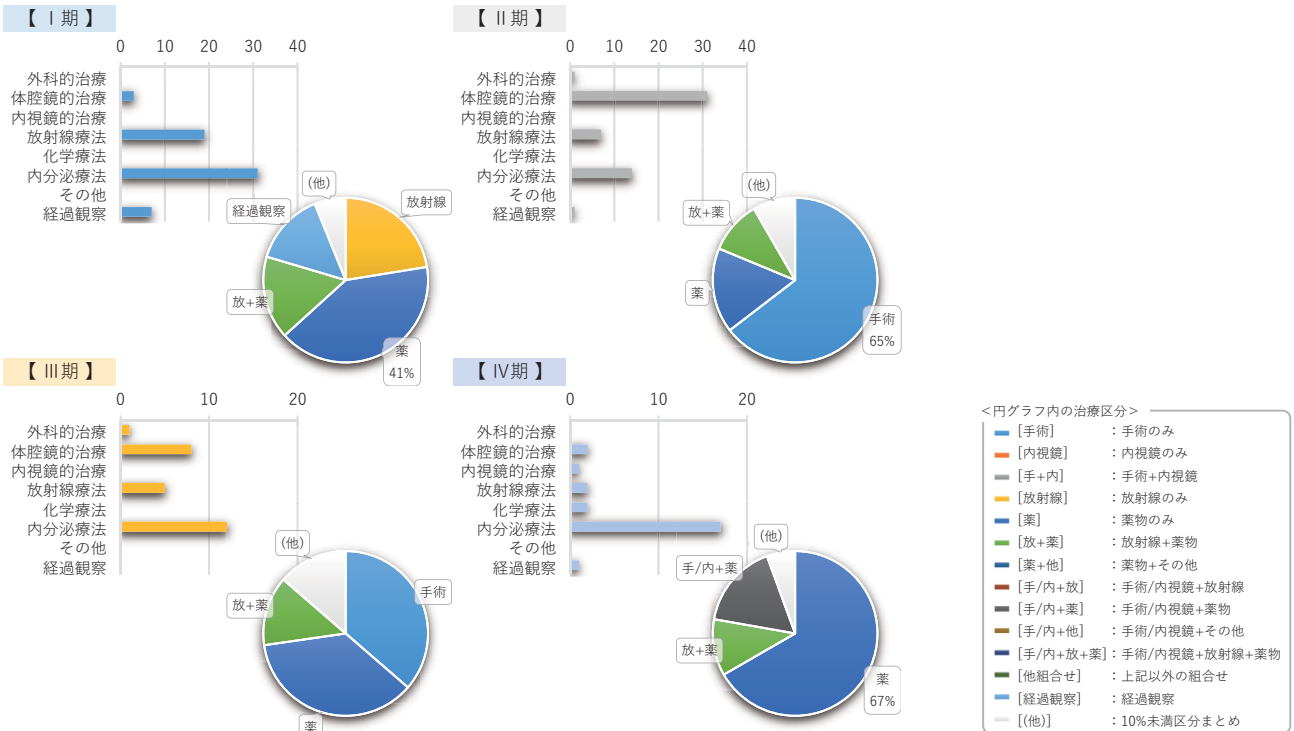 【 Ⅰ期 】
0 10 20 30 40
外科的治療
体腔鏡的治療
内視鏡的治療
放射線療法
化学療法
内分泌療法
その他
経過観察
(他)
放射線
経過観察
放+薬
薬
41%
【 Ⅱ期 】
0 10 20 30 40
外科的治療
体腔鏡的治療
内視鏡的治療
放射線療法
化学療法
内分泌療法
その他
経過観察
(他)
放+薬
薬
手術
65%
【 Ⅲ期 】
0 10 20
外科的治療
体腔鏡的治療
内視鏡的治療
放射線療法
化学療法
内分泌療法
その他
経過観察
(他)
手術
放+薬
薬
【 Ⅳ期 】
0 10 20
外科的治療
体腔鏡的治療
内視鏡的治療
放射線療法
化学療法
内分泌療法
その他
経過観察
(他)
手/内+薬
放+薬
薬
67%
＜円グラフ内の治療区分＞
[手術] ：手術のみ
[内視鏡] ：内視鏡のみ
[手+内] ：手術+内視鏡
[放射線] ：放射線のみ
[薬] ：薬物のみ
[放+薬] ：放射線+薬物
[薬+他] ：薬物+その他
[手/内+放] ：手術/内視鏡+放射線
[手/内+薬] ：手術/内視鏡+薬物
[手/内+他] ：手術/内視鏡+その他
[手/内+放+薬]：手術/内視鏡+放射線+薬物
[他組合せ] ：上記以外の組合せ
[経過観察] ：経過観察
[(他)] ：10%未満区分まとめ